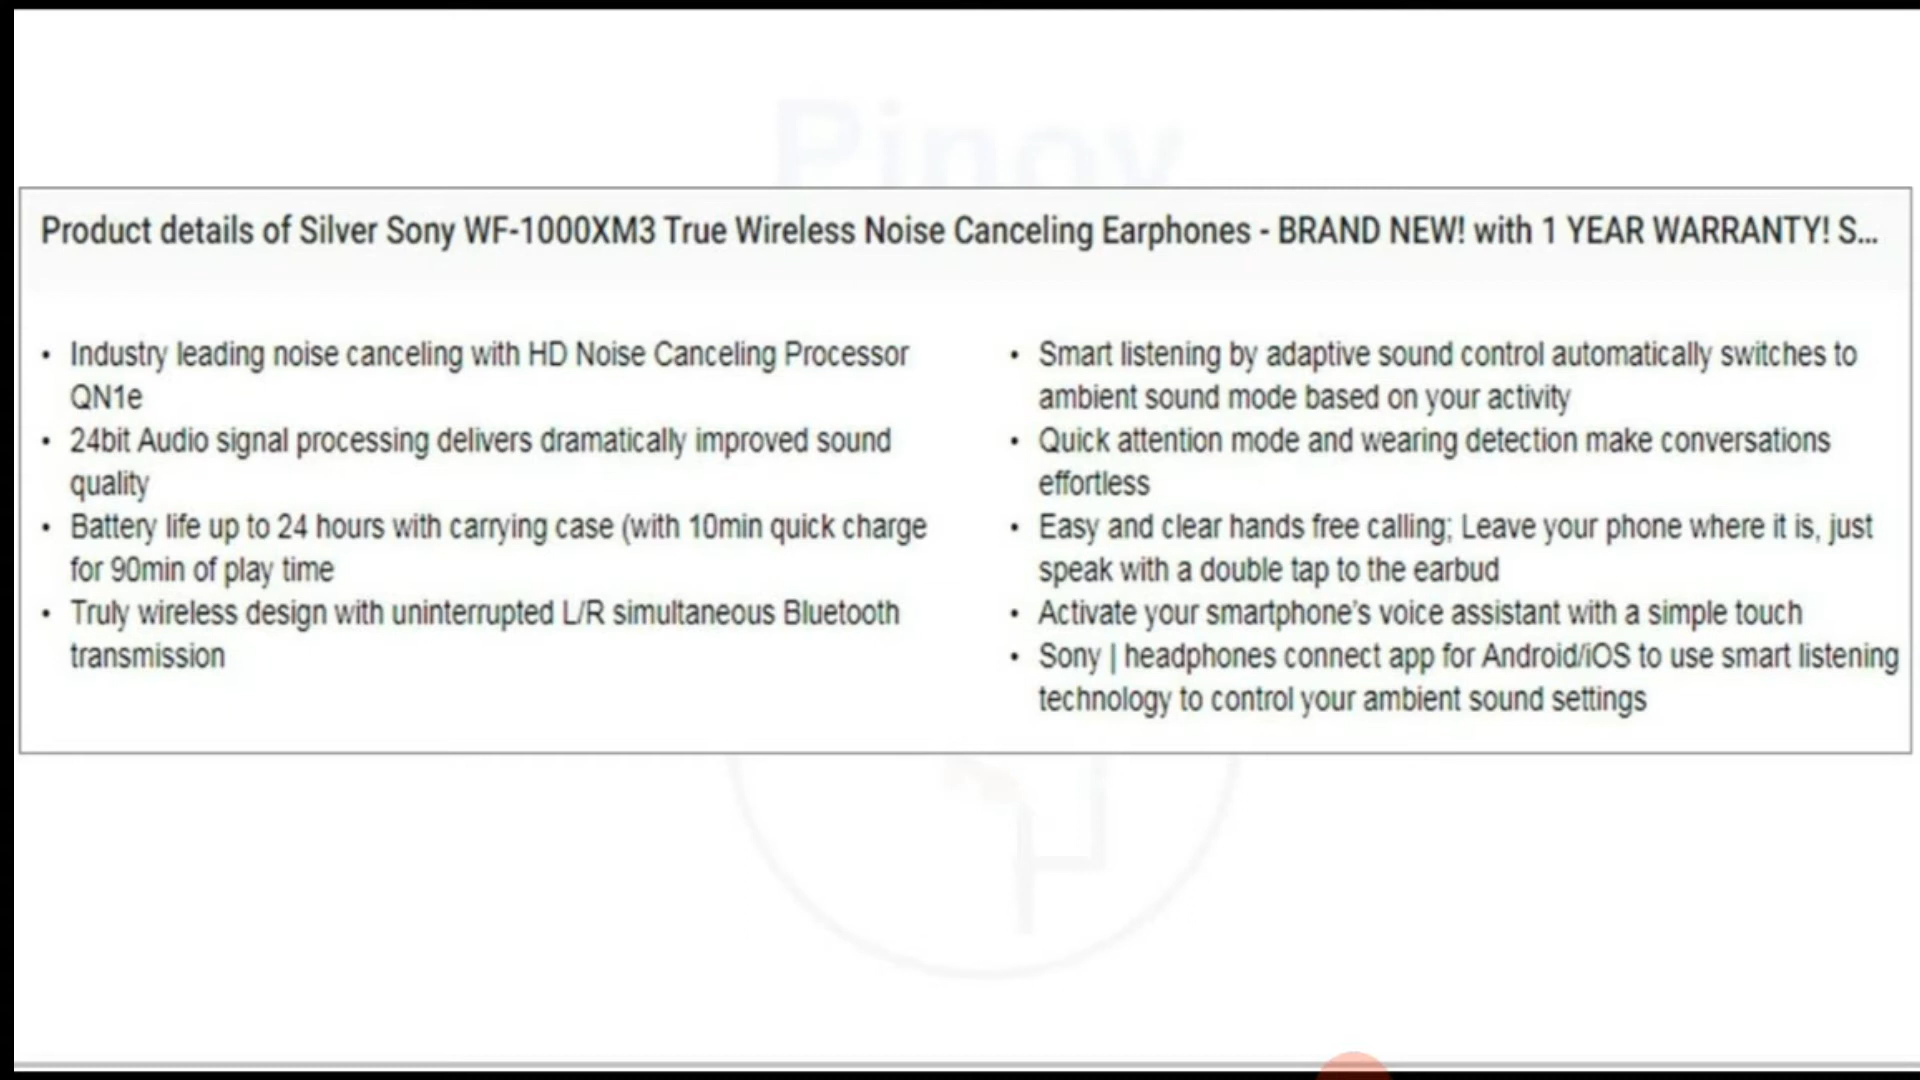 Pinoy
Product details of Silver Sony WF-1000XM3 True Wireless Noise Canceling Earphones - BRAND NEW! with 1 YEAR WARRANTY! S...
• Industry leading noise canceling with HD Noise Canceling Processor
QN1e
• 24bit Audio signal processing delivers dramatically improved sound
quality
• Battery life up to 24 hours with carrying case (with 10min quick charge
for 90min of play time
• Truly wireless design with uninterrupted L/R simultaneous Bluetooth
transmission
• Smart listening by adaptive sound control automatically switches to
ambient sound mode based on your activity
• Quick attention mode and wearing detection make conversations
effortless
• Easy and clear hands free calling; Leave your phone where it is, just
speak with a double tap to the earbud
• Activate your smartphone's voice assistant with a simple touch
• Sony | headphones connect app for Android/iOS to use smart listening
technology to control your ambient sound settings